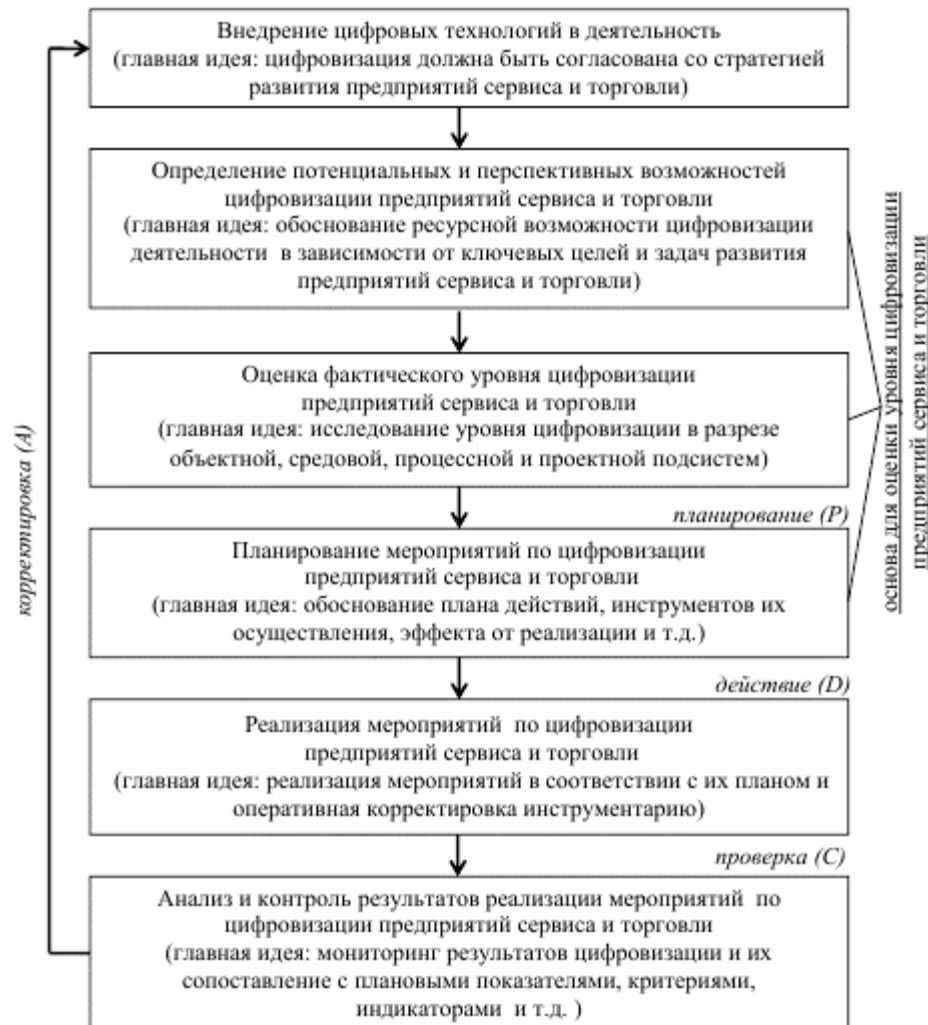 Внедрение цифровых технологий в деятельность
(главная идея: цифровизация должна быть согласована со стратегией
развития предприятий сервиса и торговли)
Определение потенциальных и перспективных возможностей
цифровизации предприятий сервиса и торговли
(главная идея: обоснование ресурсной возможности цифровизации
деятельности в зависимости от ключевых целей и задач развития
предприятий сервиса и торговли)
Оценка фактического уровня цифровизации
предприятий сервиса и торговли
(главная идея: исследование уровня цифровизации в разрезе
объектной, средовой, процессной и проектной подсистем)
планирование (P)
Планирование мероприятий по цифровизации
предприятий сервиса и торговли
(главная идея: обоснование плана действий, инструментов их
осуществления, эффекта от реализации и т.д.)
действие (D)
Реализация мероприятий по цифровизации
предприятий сервиса и торговли
(главная идея: реализация мероприятий в соответствии с их планом и
оперативная корректировка инструментарию)
проверка (C)
Анализ и контроль результатов реализации мероприятий по
цифровизации предприятий сервиса и торговли
(главная идея: мониторинг результатов цифровизации и их
сопоставление с плановыми показателями, критериями,
индикаторами и т.д. )
корректировка (A)
основа для оценки уровня цифровизации
предприятий сервиса и торговли